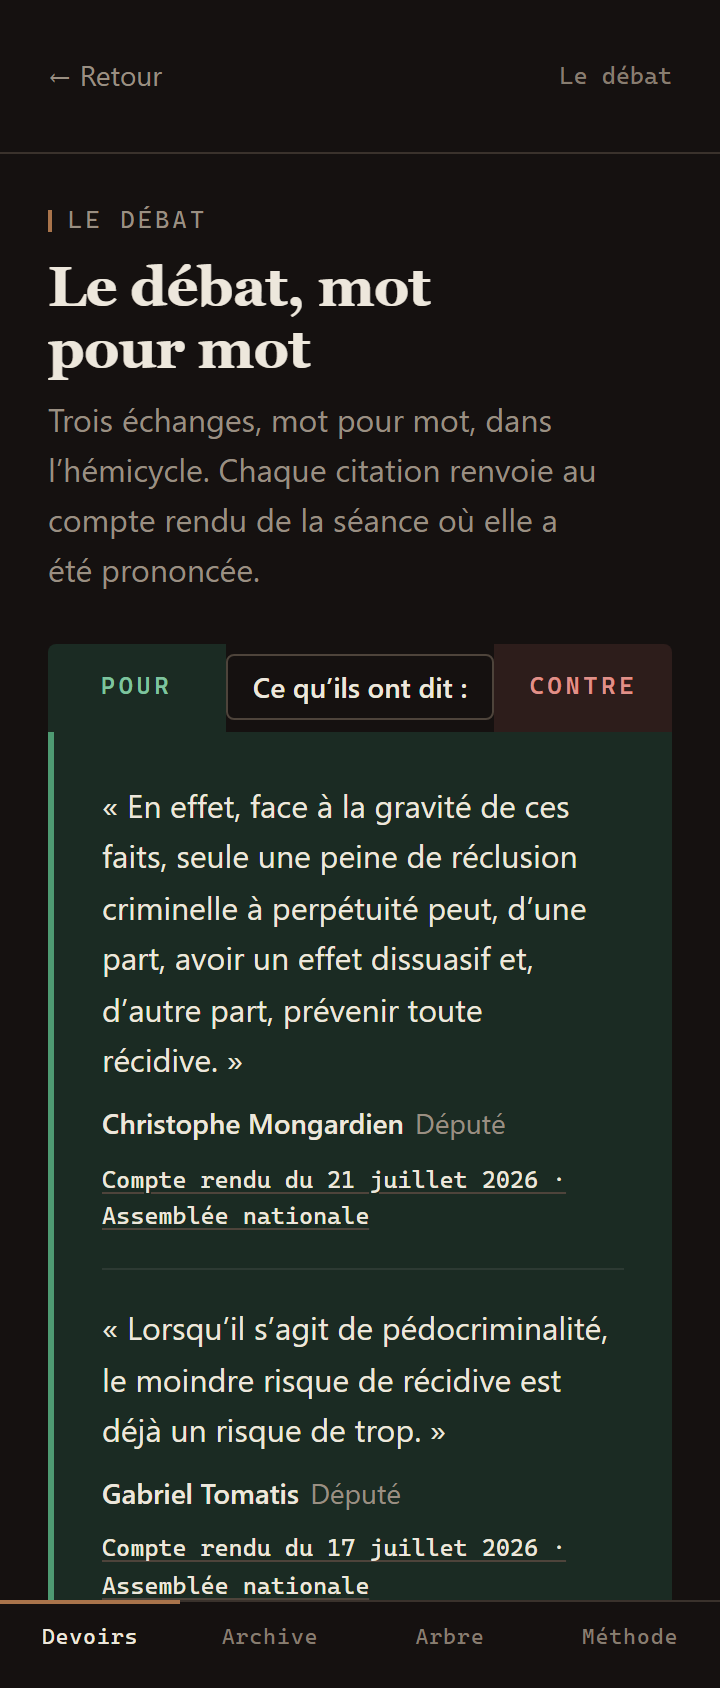 ← Retour
Le débat
LE DÉBAT
Le débat, mot
pour mot
Trois échanges, mot pour mot, dans
l’hémicycle. Chaque citation renvoie au
compte rendu de la séance où elle a
été prononcée.
POUR
Ce qu’ils ont dit :
CONTRE
« En effet, face à la gravité de ces
faits, seule une peine de réclusion
criminelle à perpétuité peut, d’une
part, avoir un effet dissuasif et,
d’autre part, prévenir toute
récidive. »
Christophe Mongardien Député
Compte rendu du 21 juillet 2026 ·
Assemblée nationale
« Lorsqu’il s’agit de pédocriminalité,
le moindre risque de récidive est
déjà un risque de trop. »
Gabriel Tomatis Député
Compte rendu du 17 juillet 2026 ·
Assemblée nationale
Devoirs
Archive
Arbre
Méthode